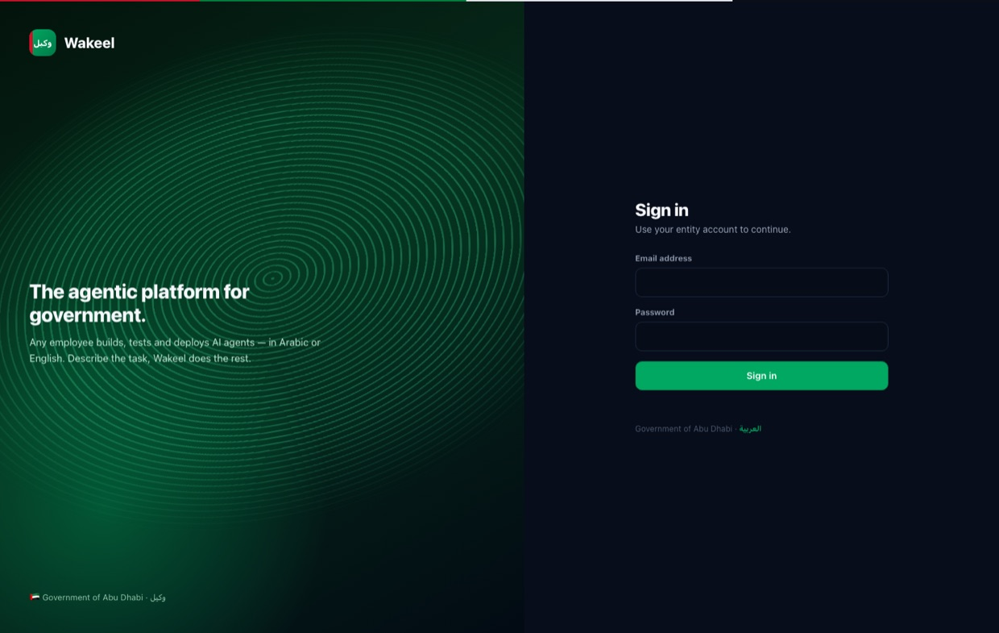 وكيل Wakeel
The agentic platform for
government.
Any employee builds, tests and deploys AI agents — in Arabic or
English. Describe the task, Wakeel does the rest.
🇦🇪 Government of Abu Dhabi · وكيل
Sign in
Use your entity account to continue.
Email address
Password
Sign in
Government of Abu Dhabi · العربية